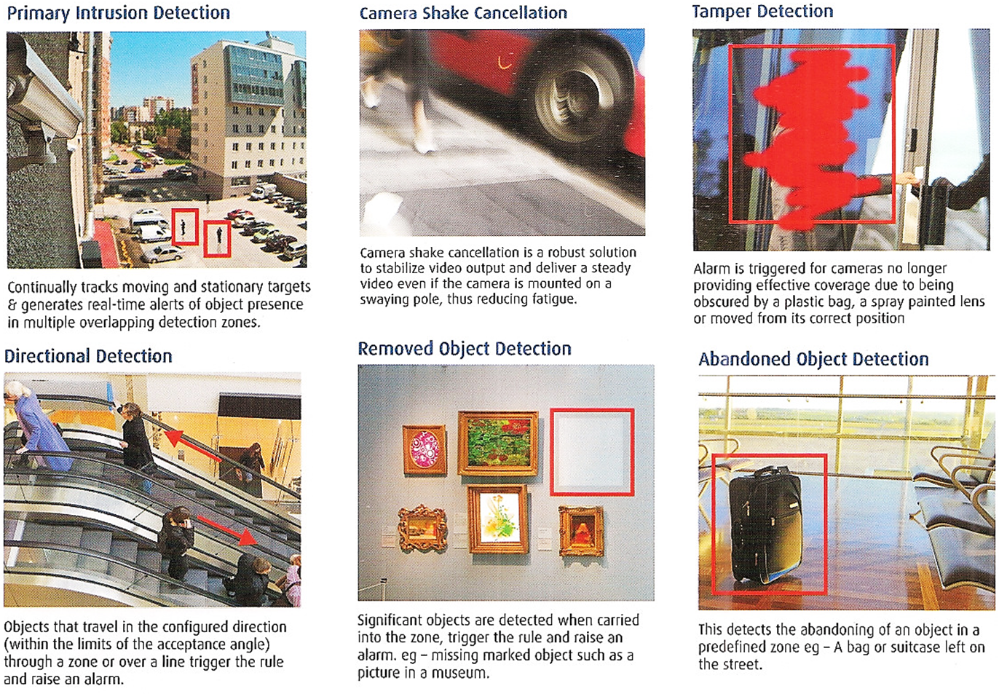 Primary Intrusion Detection
Continually tracks moving and stationary targets
& generates real-time alerts of object presence
in multiple overlapping detection zones.
Camera Shake Cancellation
Camera shake cancellation is a robust solution
to stabilize video output and deliver a steady
video even if the camera is mounted on a
swaying pole, thus reducing fatigue.
Tamper Detection
Alarm is triggered for cameras no longer
providing effective coverage due to being
obscured by a plastic bag, a spray painted lens
or moved from its correct position
Directional Detection
Objects that travel in the configured direction
(within the limits of the acceptance angle)
through a zone or over a line trigger the rule
and raise an alarm.
Removed Object Detection
Significant objects are detected when carried
into the zone, trigger the rule and raise an
alarm. eg – missing marked object such as a
picture in a museum.
Abandoned Object Detection
This detects the abandoning of an object in a
predefined zone eg – A bag or suitcase left on
the street.